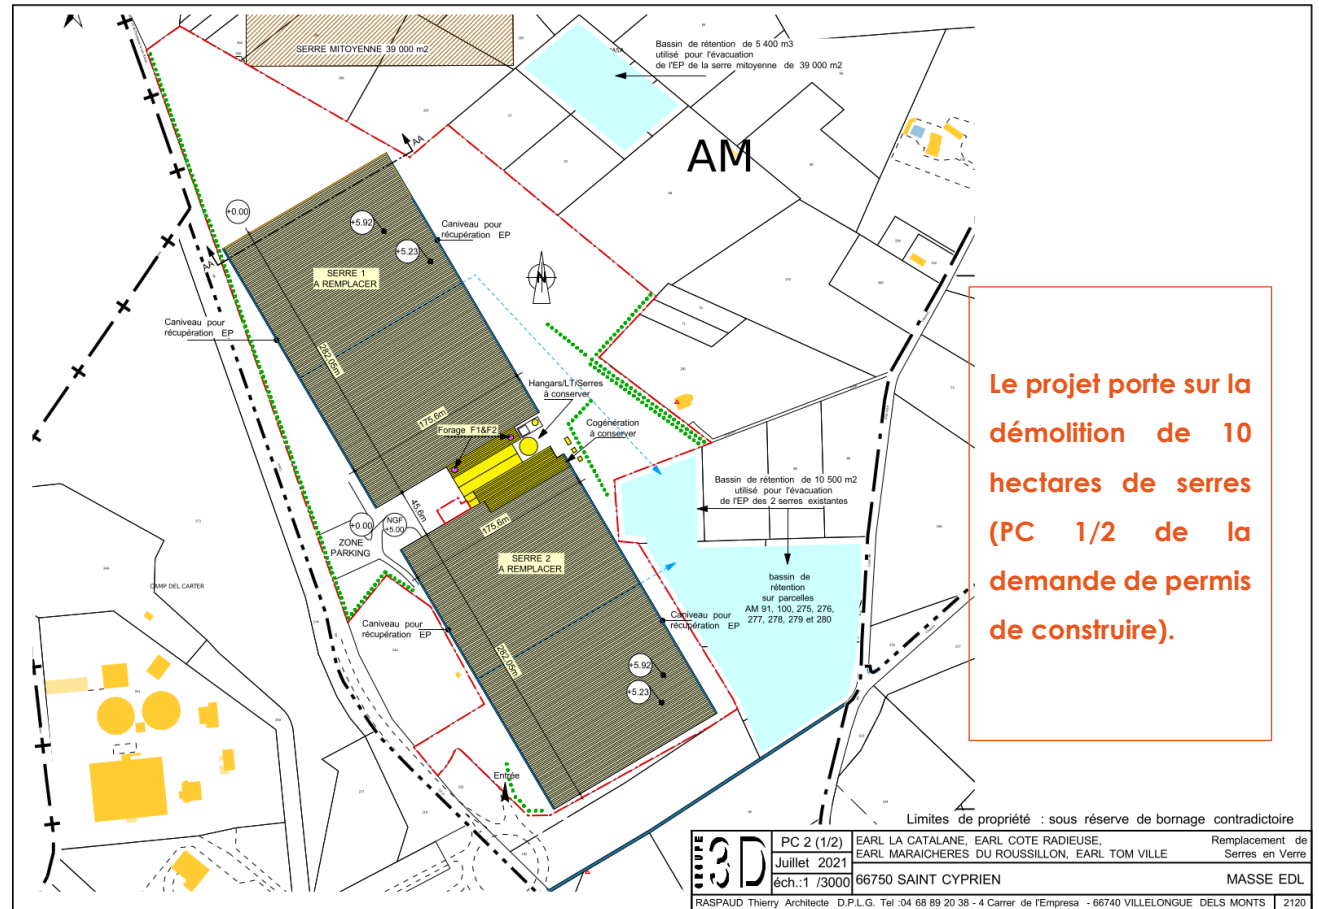 SERRE MITOYENNE 39 000 m2
Bassin de rétention de 5 400 m3
utilisé pour l'évacuation
de l'EP de la serre mitoyenne de 39 000 m2
AM
AA
+0.00
+5.92
+5.23
Caniveau pour
récupération EP
AA
SERRE 1
A REMPLACER
N
Caniveau pour
récupération EP
282,05m
175,6m
Hangars/LT/Serres
à conserver
Forage F1&F2
Cogénération
à conserver
Bassin de rétention de 10 500 m2
utilisé pour l'évacuation
de l'EP des 2 serres existantes
45,6m
+0.00
NGF
+5.00
ZONE
PARKING
175,6m
SERRE 2
A REMPLACER
bassin de
rétention
sur parcelles
AM 91, 100, 275, 276,
277, 278, 279 et 280
CAMP DEL CARTER
Caniveau pour
récupération EP
Caniveau pour
récupération EP
282,05m
+5.92
+5.23
Entrée
Le projet porte sur la
démolition de 10
hectares de serres
(PC 1/2 de la
demande de permis
de construire).
Limites de propriété : sous réserve de bornage contradictoire
3D
PC 2 (1/2)
Juillet 2021
éch.:1 /3000
EARL LA CATALANE, EARL COTE RADIEUSE,
EARL MARAICHERES DU ROUSSILLON, EARL TOM VILLE
Remplacement de
Serres en Verre
66750 SAINT CYPRIEN
MASSE EDL
RASPAUD Thierry Architecte D.P.L.G. Tel :04 68 89 20 38 - 4 Carrer de l'Empresa - 66740 VILLELONGUE DELS MONTS
2120